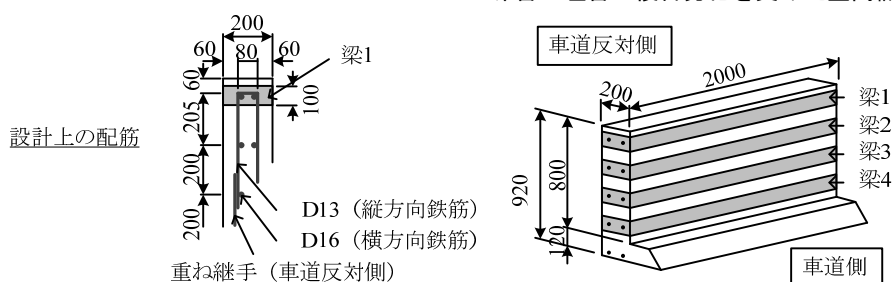 設計上の配筋
200
60 80 60
60
100
205
200
200
梁1
D13（縦方向鉄筋）
D16（横方向鉄筋）
重ね継手（車道反対側）
車道反対側
200
2000
920
800
120
梁1
梁2
梁3
梁4
車道側